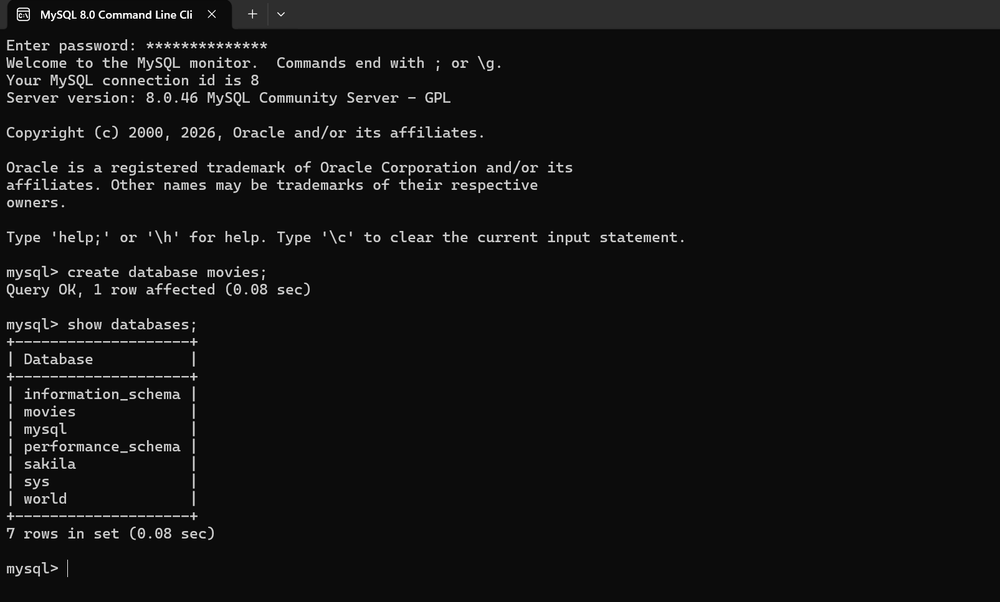 MySQL 8.0 Command Line Cli
Enter password: **************
Welcome to the MySQL monitor.  Commands end with ; or \g.
Your MySQL connection id is 8
Server version: 8.0.46 MySQL Community Server - GPL
Copyright (c) 2000, 2026, Oracle and/or its affiliates.
Oracle is a registered trademark of Oracle Corporation and/or its
affiliates. Other names may be trademarks of their respective
owners.
Type 'help;' or '\h' for help. Type '\c' to clear the current input statement.
mysql> create database movies;
Query OK, 1 row affected (0.08 sec)
mysql> show databases;
+--------------------+
| Database           |
+--------------------+
| information_schema |
| movies             |
| mysql              |
| performance_schema |
| sakila             |
| sys                |
| world              |
+--------------------+
7 rows in set (0.08 sec)
mysql>